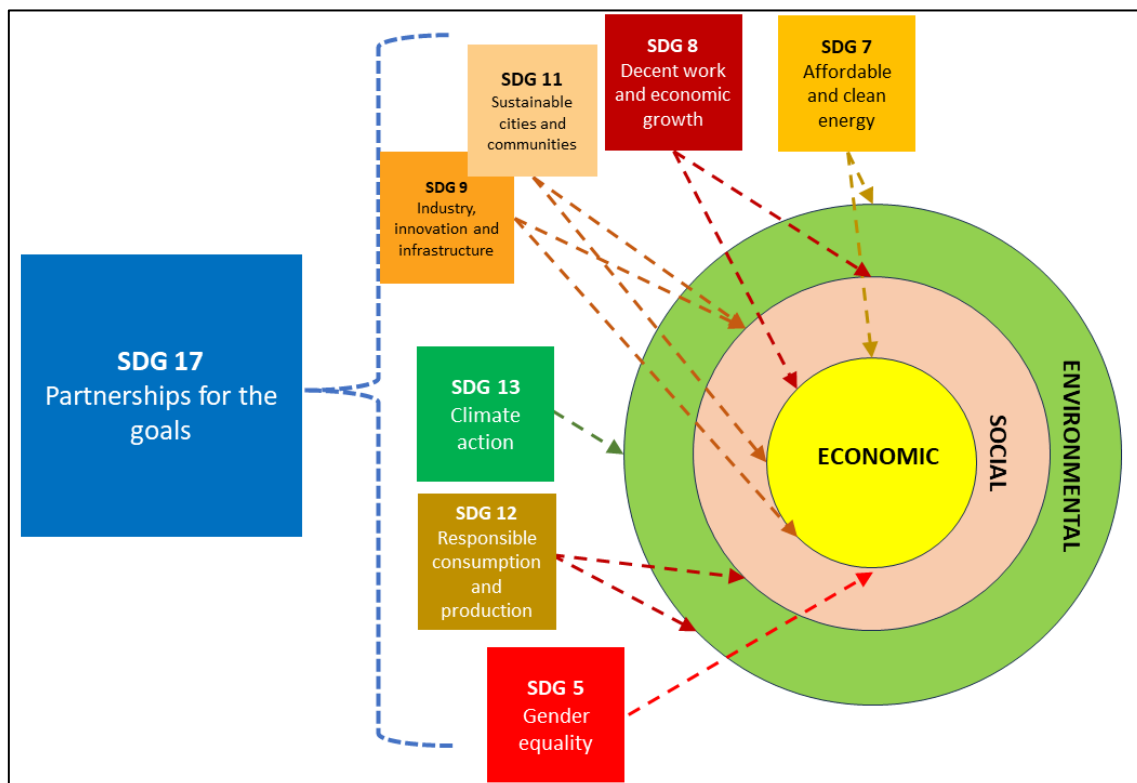 SDG 17
Partnerships for the
goals
SDG 9
Industry,
innovation and
infrastructure
SDG 11
Sustainable
cities and
communities
SDG 8
Decent work
and economic
growth
SDG 7
Affordable
and clean
energy
SDG 13
Climate
action
SDG 12
Responsible
consumption
and
production
SDG 5
Gender
equality
ECONOMIC
SOCIAL
ENVIRONMENTAL